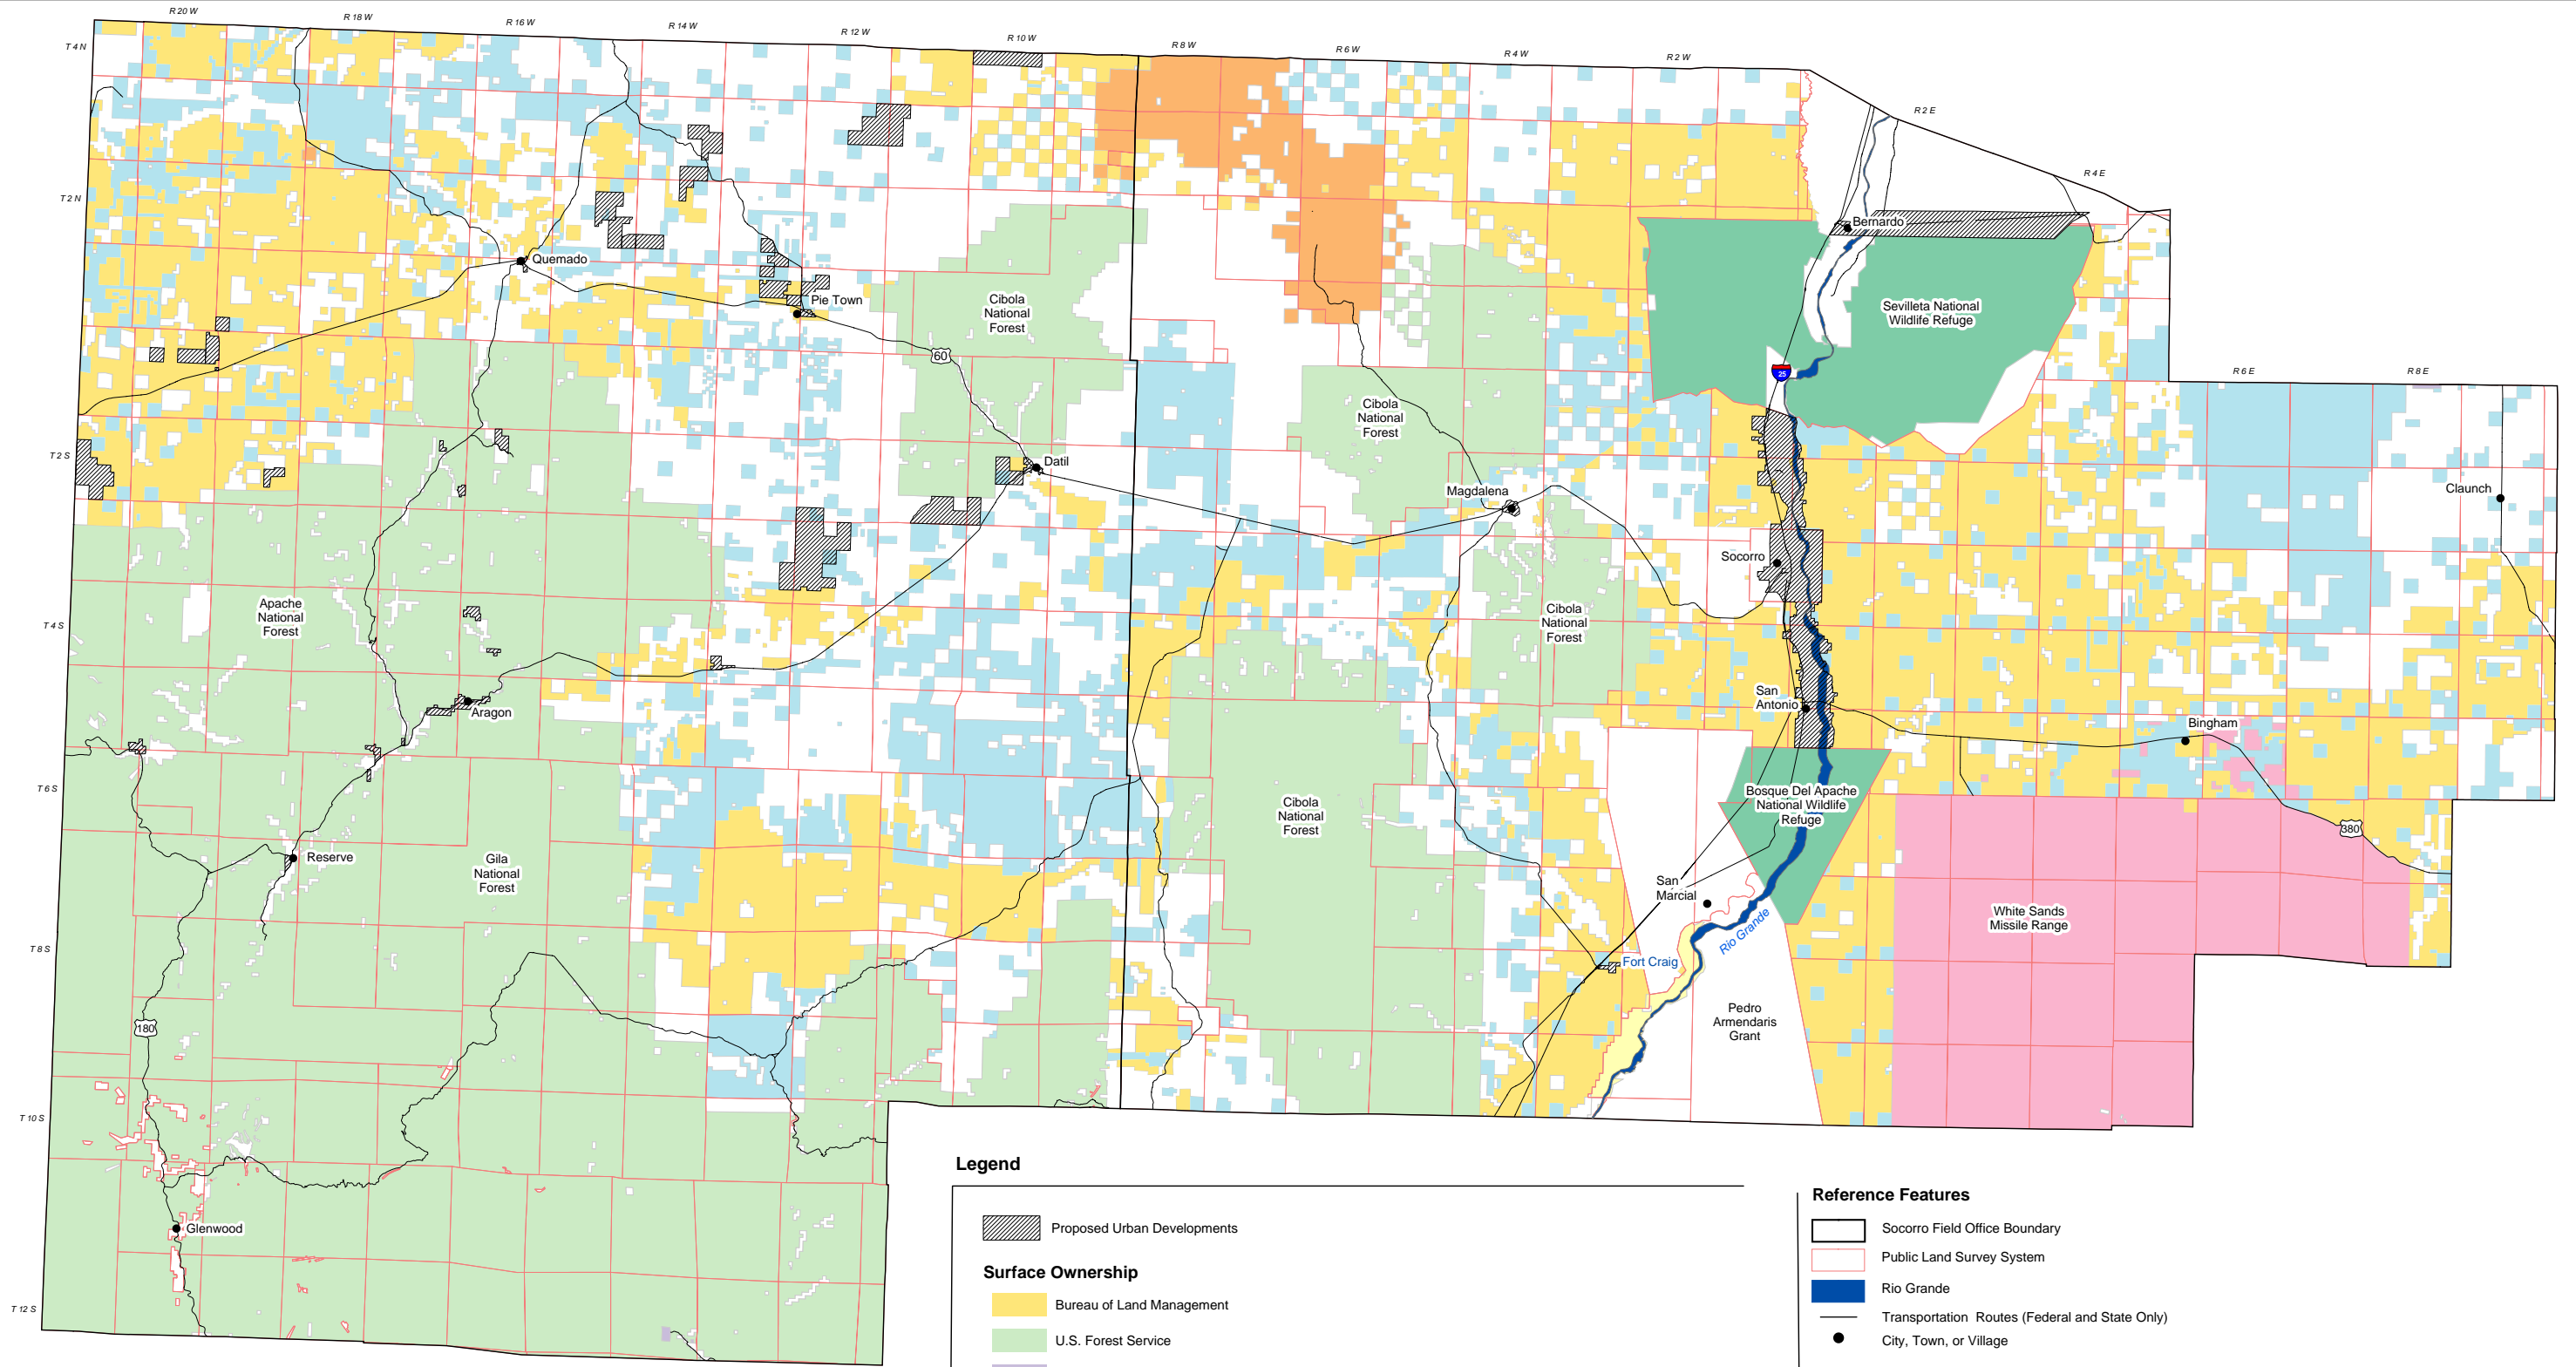 R 20 W
R 18 W
R 16 W
R 14 W
R 12 W
R 10 W
R 8 W
R 6 W
R 4 W
R 2 W
R 2 E
R 4 E
R 6 E
R 8 E
T 4 N
T 2 N
T 2 S
T 4 S
T 6 S
T 8 S
T 10 S
T 12 S
Bernardo
Quemado
Pie Town
Cibola
National
Forest
Sevilleta National
Wildlife Refuge
60
25
Cibola
National
Forest
Datil
Magdalena
Claunch
Socorro
Apache
National
Forest
Cibola
National
Forest
San
Antonio
Aragon
Bingham
Bosque Del Apache
National Wildlife
Refuge
Cibola
National
Forest
380
Reserve
Gila
National
Forest
San
Marcial
White Sands
Missile Range
Rio Grande
Fort Craig
Pedro
Armendaris
Grant
180
Glenwood
Legend
Proposed Urban Developments
Surface Ownership
Bureau of Land Management
U.S. Forest Service
Reference Features
Socorro Field Office Boundary
Public Land Survey System
Rio Grande
Transportation Routes (Federal and State Only)
City, Town, or Village